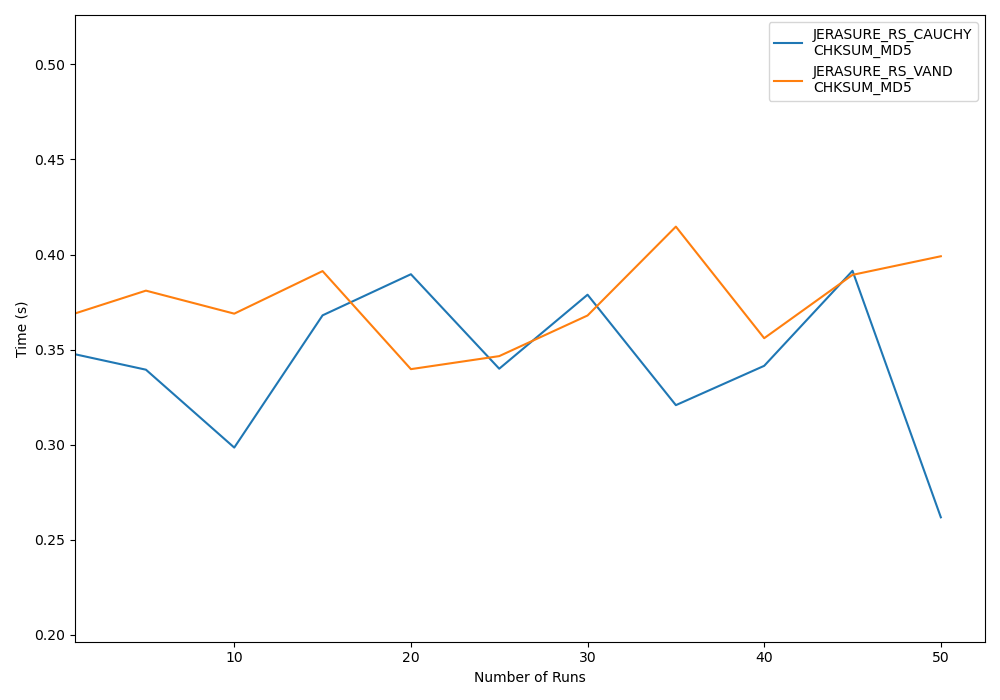 JERASURE_RS_CAUCHY
CHKSUM_MD5
JERASURE_RS_VAND
CHKSUM_MD5
0.50
0.45
0.40
0.35
0.30
0.25
0.20
Time (s)
10 20 30 40 50
Number of Runs